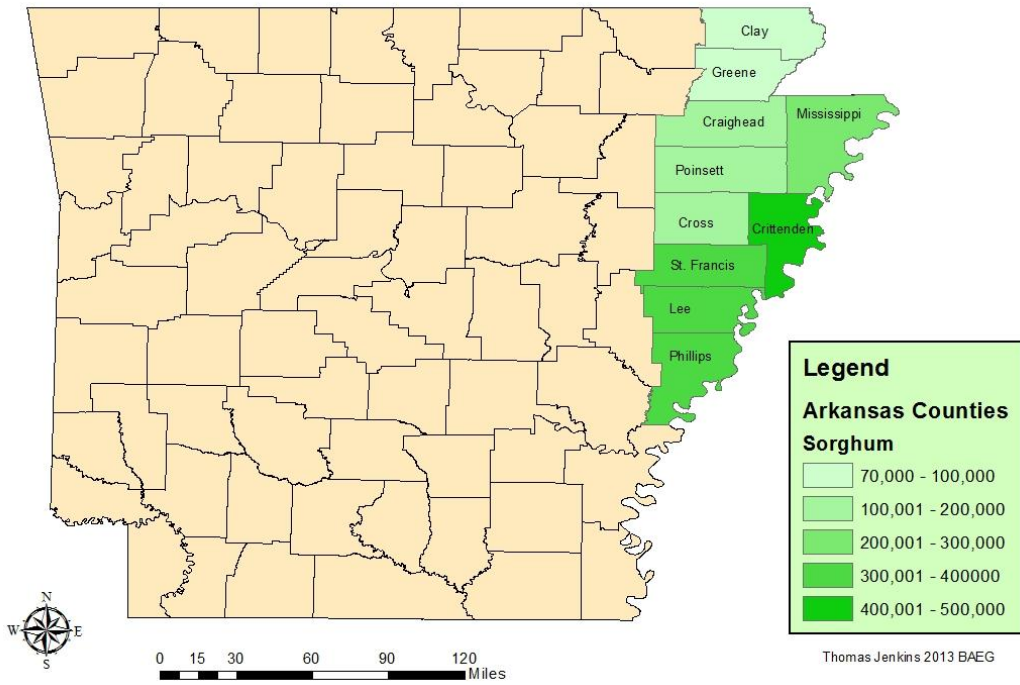 Clay
Greene
Mississippi
Craighead
Poinsett
Cross
Crittenden
St. Francis
Lee
Phillips
Legend
Arkansas Counties
Sorghum
70,000 - 100,000
100,001 - 200,000
200,001 - 300,000
300,001 - 400000
400,001 - 500,000
N
W E
S
0 15 30 60 90 120
Miles
Thomas Jenkins 2013 BAEG